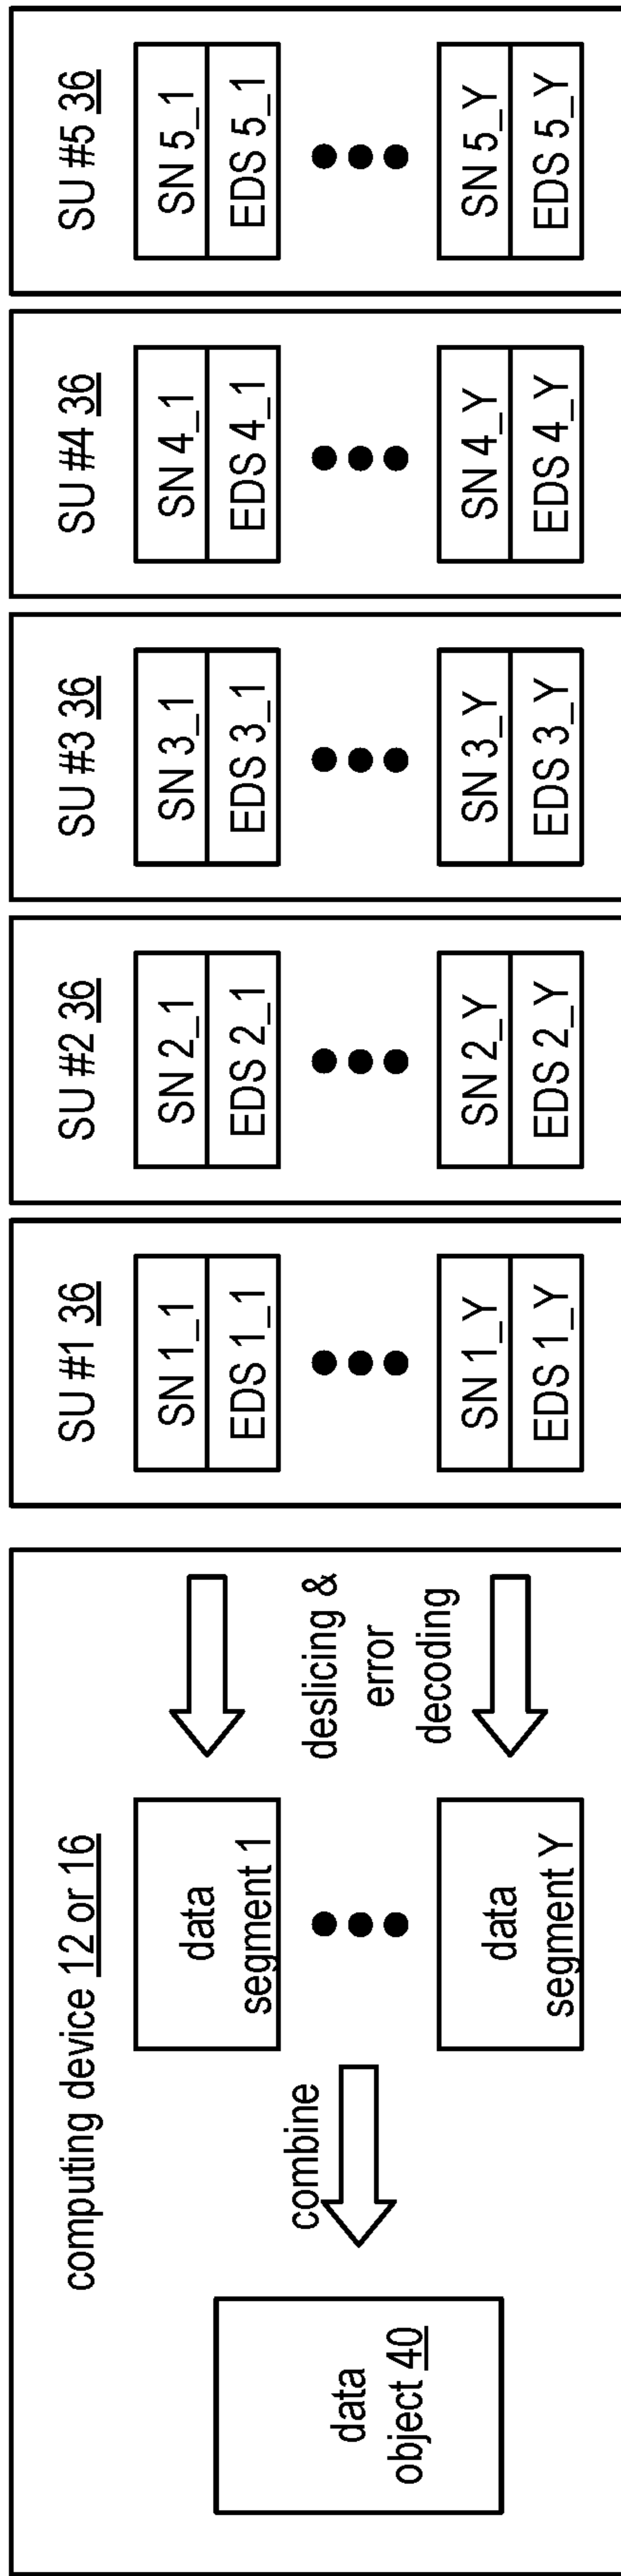 computing device 12 or 16
data
object 40
combine
data
segment 1
data
segment Y
deslicing &
error
decoding
SU #1 36
SN 1_1
EDS 1_1
SN 1_Y
EDS 1_Y
SU #2 36
SN 2_1
EDS 2_1
SN 2_Y
EDS 2_Y
SU #3 36
SN 3_1
EDS 3_1
SN 3_Y
EDS 3_Y
SU #4 36
SN 4_1
EDS 4_1
SN 4_Y
EDS 4_Y
SU #5 36
SN 5_1
EDS 5_1
SN 5_Y
EDS 5_Y